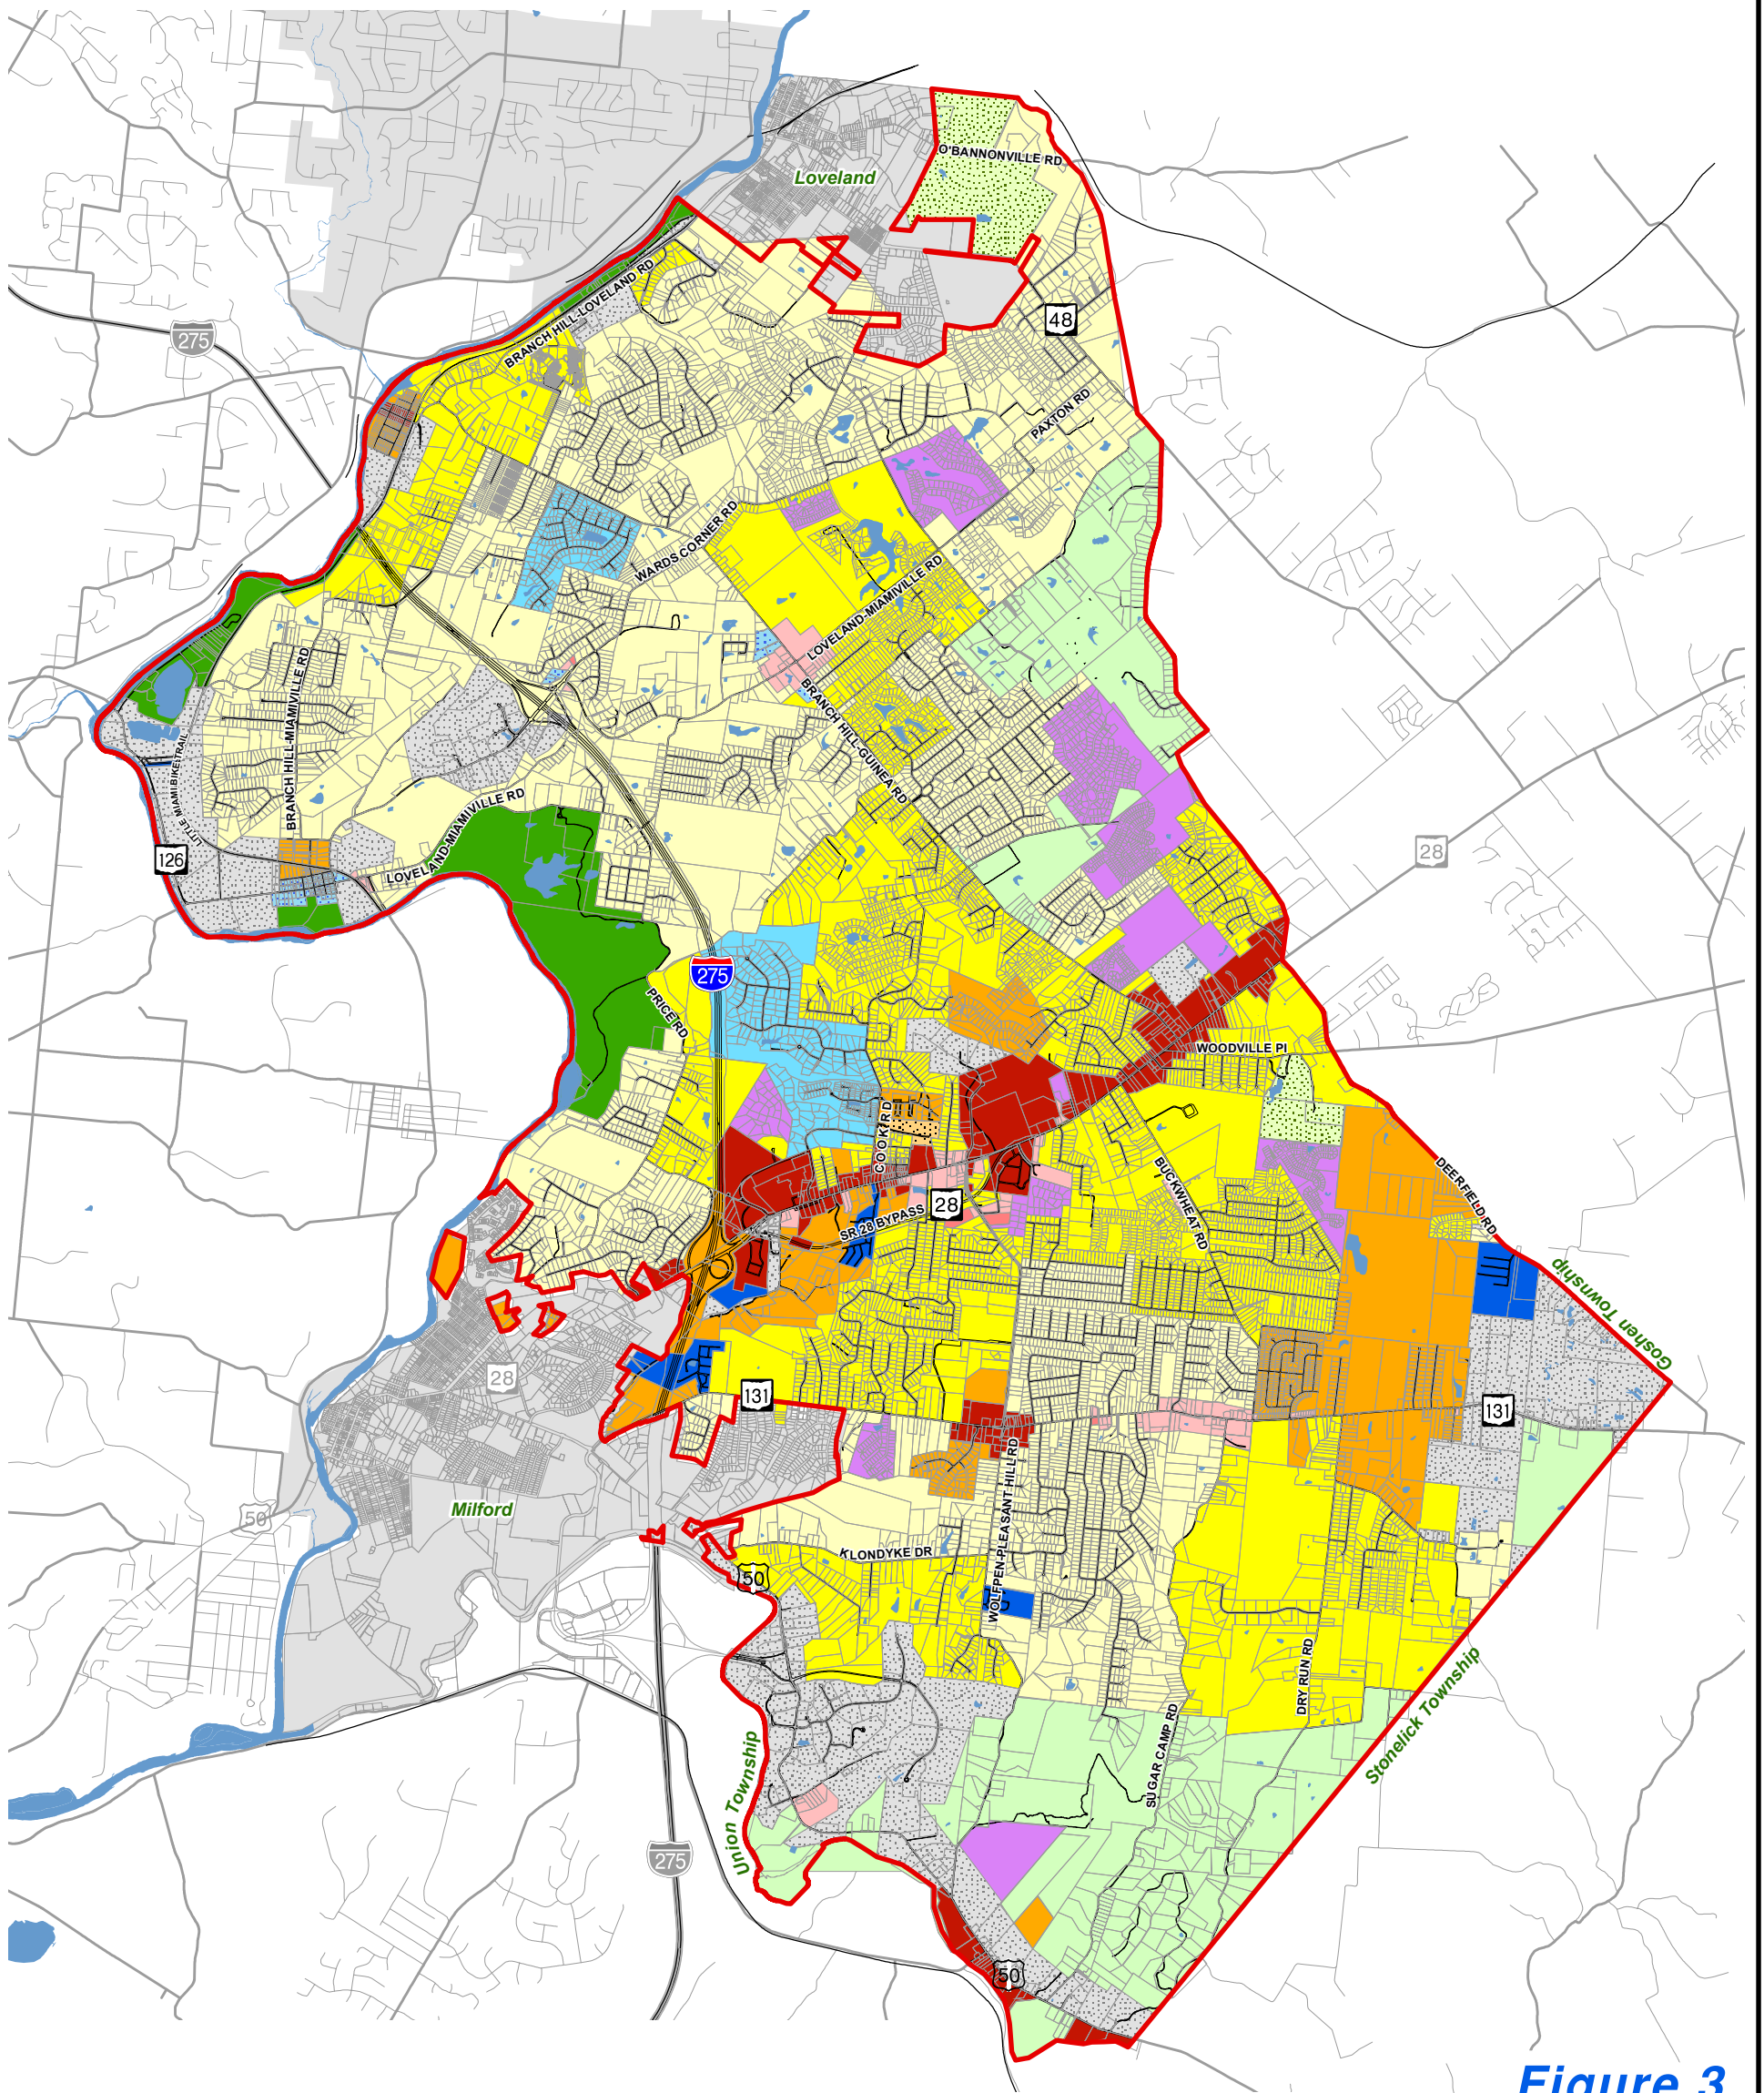 O'BANNONVILLE RD
Loveland
BRANCH HILL-LOVELAND RD
48
275
PAXTON RD
WARDS CORNER RD
LOVELAND-MIAMIVILLE RD
BRANCH HILL-MIAMIVILLE RD
BRANCH HILL-GUINEA RD
LITTLE MIAMI BIKE TRAIL
LOVELAND-MIAMIVILLE RD
126
28
275
PRICE RD
WOODVILLE PI
COOK RD
BUCKWHEAT RD
DEERFIELD RD
28
SR 28 BYPASS
Goshen Township
28
131
131
WOLFPEN-PLEASANT HILL RD
50
Milford
KLONDYKE DR
50
DRY RUN RD
Stonelick Township
SUGAR CAMP RD
Union Township
275
50
Figure 3